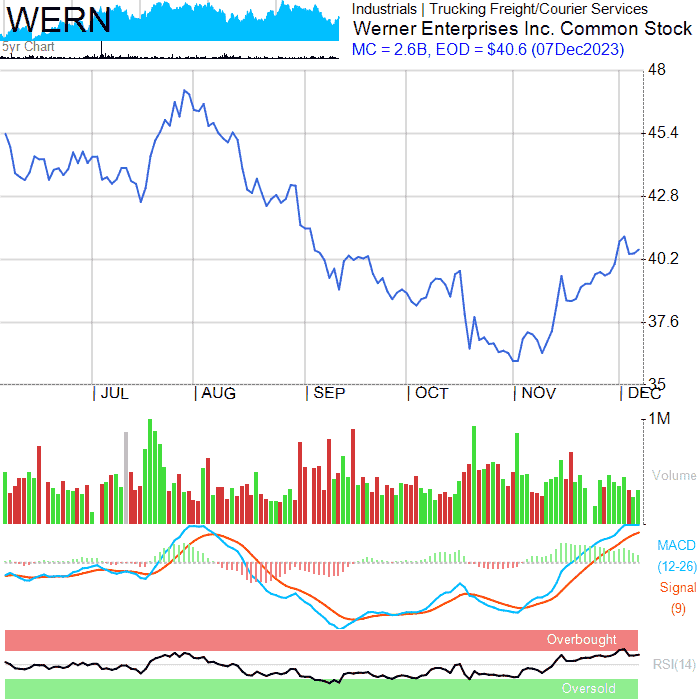 WERN
5yr Chart
Industrials | Trucking Freight/Courier Services
Werner Enterprises Inc. Common Stock
MC = 2.6B, EOD = $40.6 (07Dec2023)
48
45.4
42.8
40.2
37.6
35
JUL AUG SEP OCT NOV DEC
1M
Volume
MACD
(12-26)
Signal
(9)
Overbought
RSI(14)
Oversold